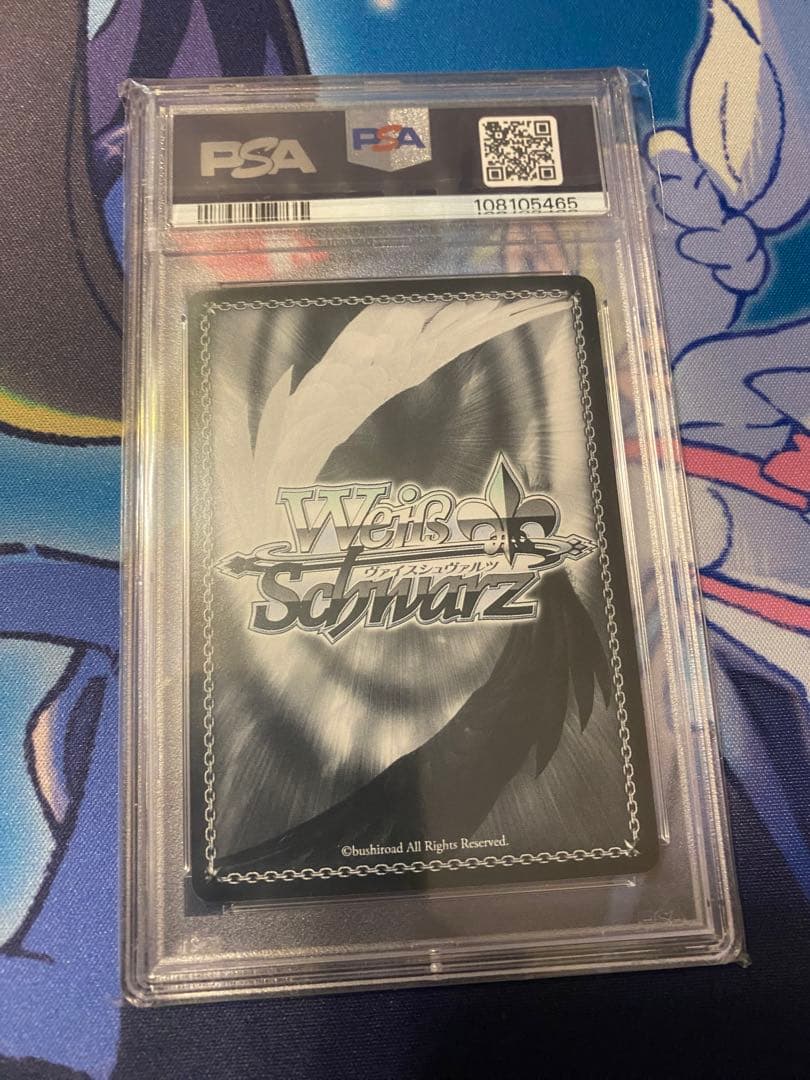 PSA PSA
108105465
Weiß
ヴァイスシュヴァルツ
Schwarz
©bushiroad All Rights Reserved.